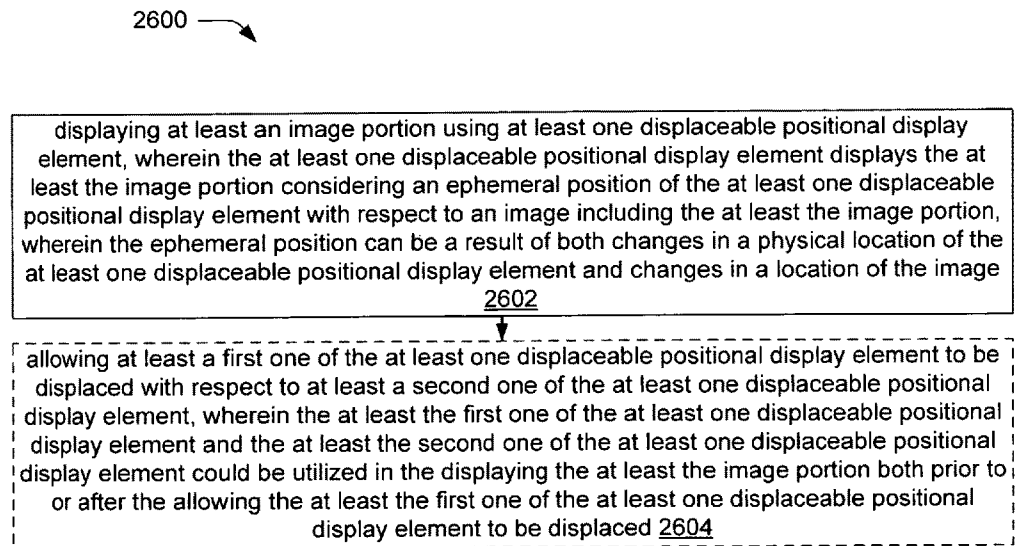 2600
displaying at least an image portion using at least one displaceable positional display
element, wherein the at least one displaceable positional display element displays the at
least the image portion considering an ephemeral position of the at least one displaceable
positional display element with respect to an image including the at least the image portion,
wherein the ephemeral position can be a result of both changes in a physical location of the
at least one displaceable positional display element and changes in a location of the image
2602
allowing at least a first one of the at least one displaceable positional display element to be
displaced with respect to at least a second one of the at least one displaceable positional
display element, wherein the at least the first one of the at least one displaceable positional
display element and the at least the second one of the at least one displaceable positional
display element could be utilized in the displaying the at least the image portion both prior to
or after the allowing the at least the first one of the at least one displaceable positional
display element to be displaced 2604